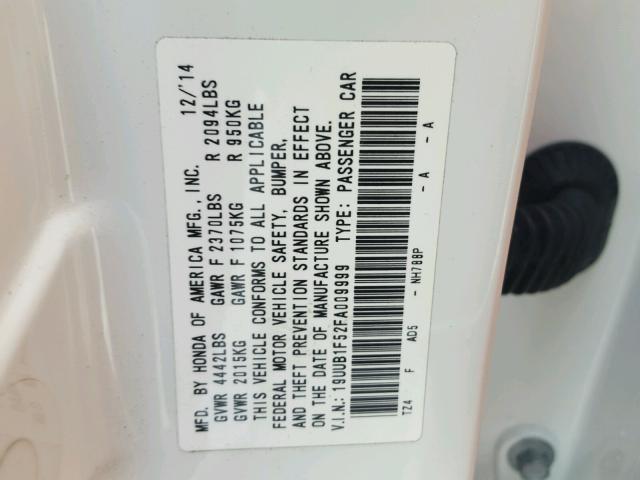 MFD. BY HONDA OF AMERICA MFG., INC. 12/'14
GVWR 4442LBS GAWR F 2370LBS R 2094LBS
GVWR 2015KG GAWR F 1075KG R 950KG
THIS VEHICLE CONFORMS TO ALL APPLICABLE
FEDERAL MOTOR VEHICLE SAFETY, BUMPER,
AND THEFT PREVENTION STANDARDS IN EFFECT
ON THE DATE OF MANUFACTURE SHOWN ABOVE.
V.I.N.: 19UUB1F52FA009999 TYPE: PASSENGER CAR
TZ4 F AD5 - NH788P - A - A